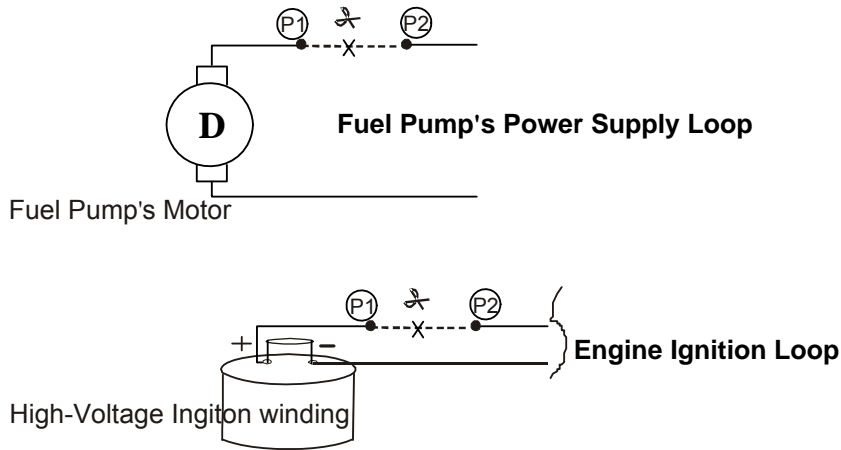 P1 P2
D
Fuel Pump's Power Supply Loop
Fuel Pump's Motor
P1 P2
+ −
Engine Ignition Loop
High-Voltage Ingiton winding